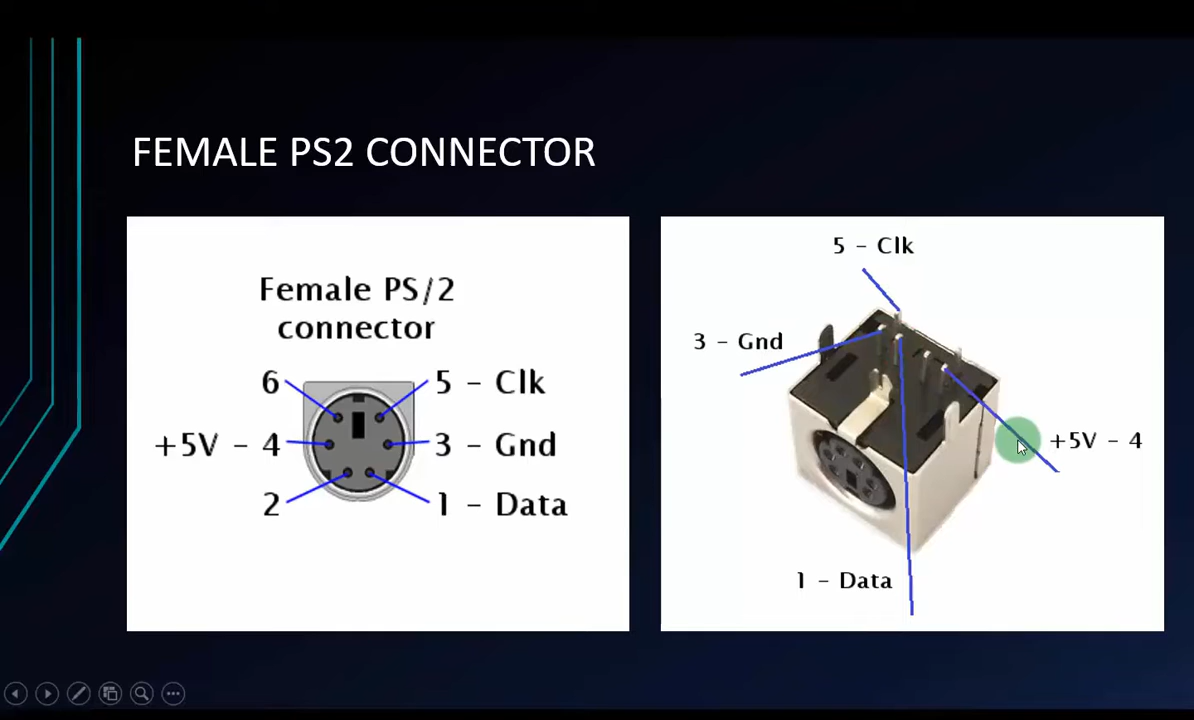 FEMALE PS2 CONNECTOR
Female PS/2
connector
6
5 - Clk
+5V - 4
3 - Gnd
2
1 - Data
5 - Clk
3 - Gnd
+5V - 4
1 - Data